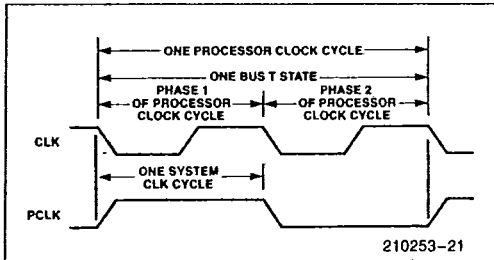 ONE PROCESSOR CLOCK CYCLE
ONE BUS T STATE
PHASE 1
OF PROCESSOR
CLOCK CYCLE
PHASE 2
OF PROCESSOR
CLOCK CYCLE
CLK
ONE SYSTEM
CLK CYCLE
PCLK
210253-21